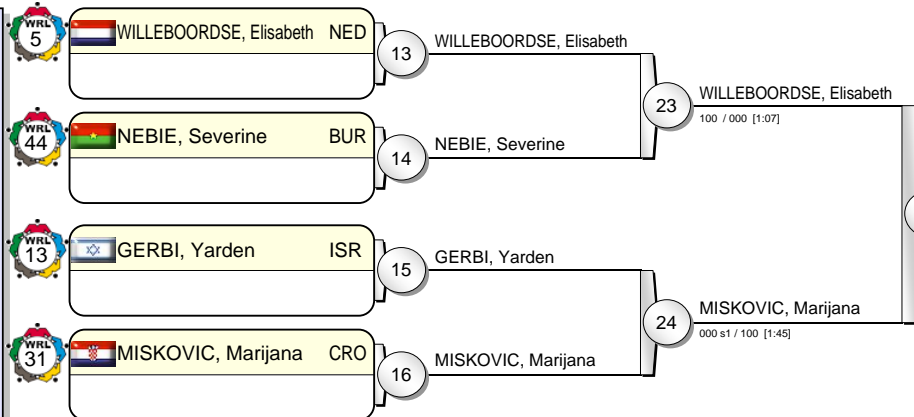 WRL 5 WILLEBOORDSE, Elisabeth NED
13 WILLEBOORDSE, Elisabeth
23 WILLEBOORDSE, Elisabeth
100 / 000 [1:07]
WRL 44 NEBIE, Severine BUR
14 NEBIE, Severine
WRL 13 GERBI, Yarden ISR
15 GERBI, Yarden
24 MISKOVIC, Marijana
000 s1 / 100 [1:45]
WRL 31 MISKOVIC, Marijana CRO
16 MISKOVIC, Marijana